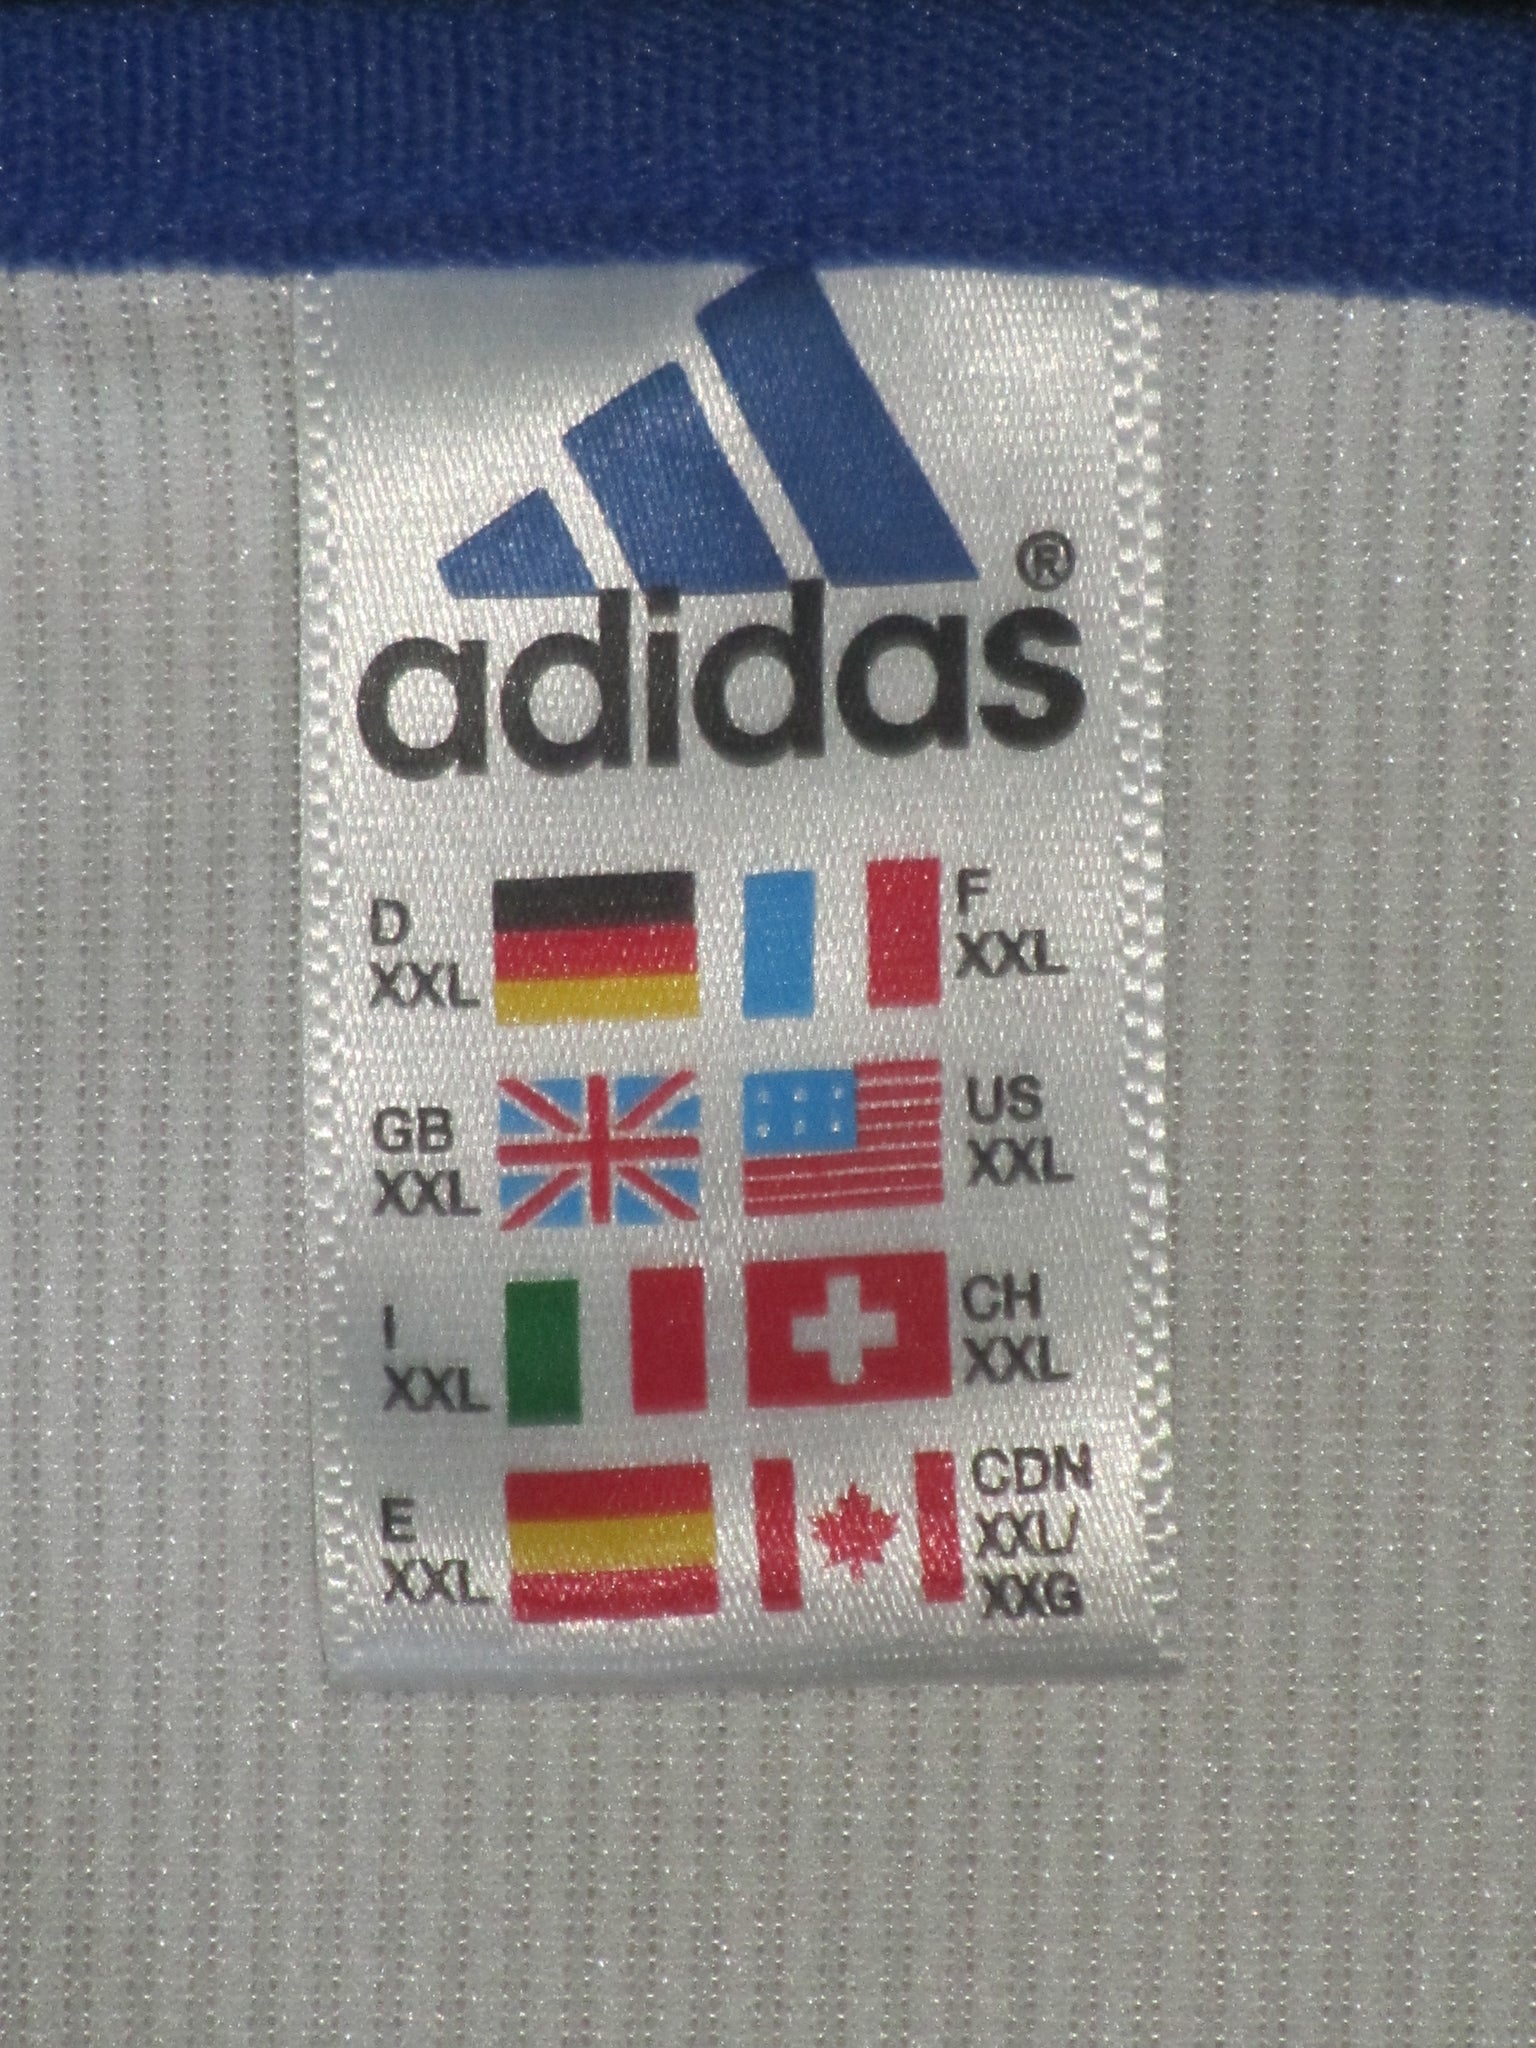 adidas®
D
XXL
F
XXL
GB
XXL
US
XXL
I
XXL
CH
XXL
E
XXL
CDN
XXL/
XXG